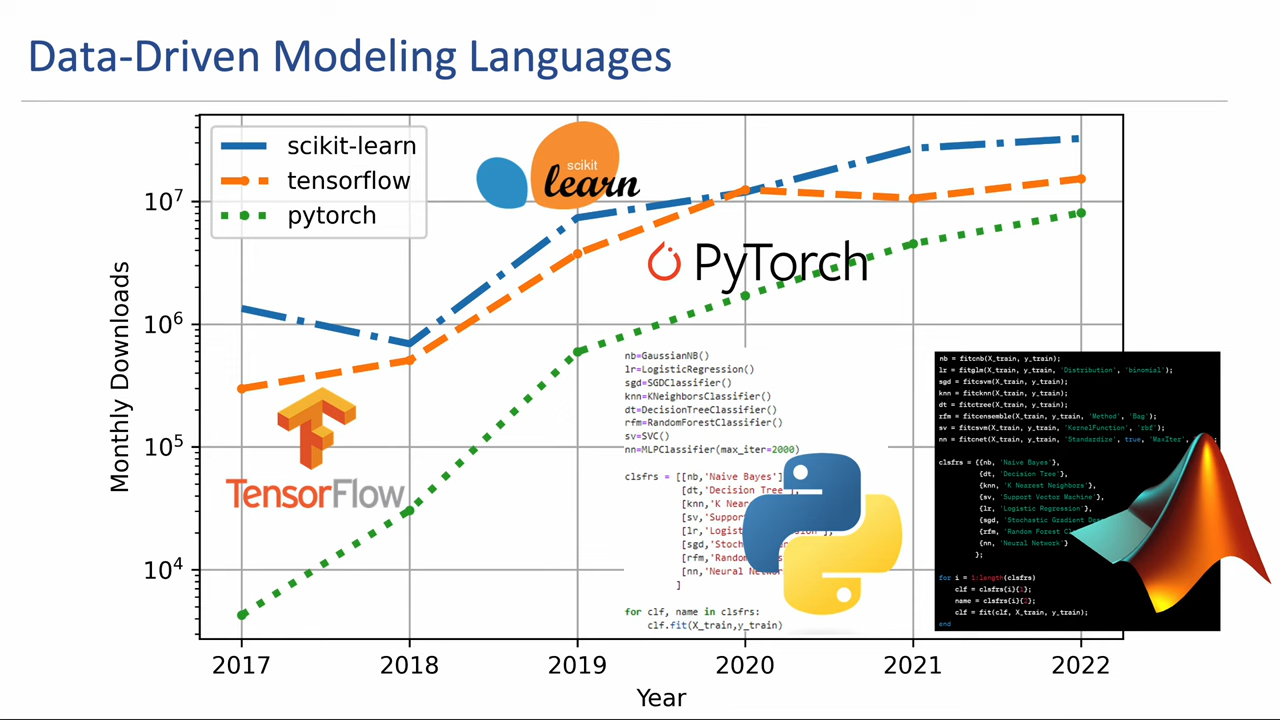 Data-Driven Modeling Languages
scikit-learn
tensorflow
pytorch
scikit
learn
PyTorch
TensorFlow
Monthly Downloads
10^7
10^6
10^5
10^4
nb=GaussianNB()
lr=LogisticRegression()
sgd=SGDClassifier()
knn=KNeighborsClassifier()
dt=DecisionTreeClassifier()
rfm=RandomForestClassifier()
sv=SVC()
nn=MLPClassifier(max_iter=2000)
clsfrs = [[nb,'Naive Bayes']
[dt,'Decision Tree'],
[knn,'K
[sv,
[lr,
[sgd,
[rfm,
[nn,'Neural
]
for clf, name in clsfrs:
clf.fit(X_train,y_train)
nb = fitcnb(X_train, y_train);
lr = fitglm(X_train, y_train, 'Distribution', 'binomial');
sgd = fitcsvm(X_train, y_train);
knn = fitcknn(X_train, y_train);
dt = fitctree(X_train, y_train);
rfm = fitcensemble(X_train, y_train, 'Method', 'Bag');
sv = fitcsvm(X_train, y_train, 'KernelFunction', 'rbf');
nn = fitcnet(X_train, y_train, 'Standardize', true, 'MaxIter',
clsfrs = {{nb, 'Naive Bayes'},
{dt, 'Decision Tree'},
{knn, 'K Nearest Neighbors'},
{sv, 'Support Vector Machine'},
{lr, 'Logistic Regression'},
{sgd, 'Stochastic Gradient
{rfm, 'Random Forest
{nn, 'Neural Network'}
};
for i = 1:length(clsfrs)
clf = clsfrs{i}{1};
name = clsfrs{i}{2};
clf = fit(clf, X_train, y_train);
end
2017 2018 2019 2020 2021 2022
Year